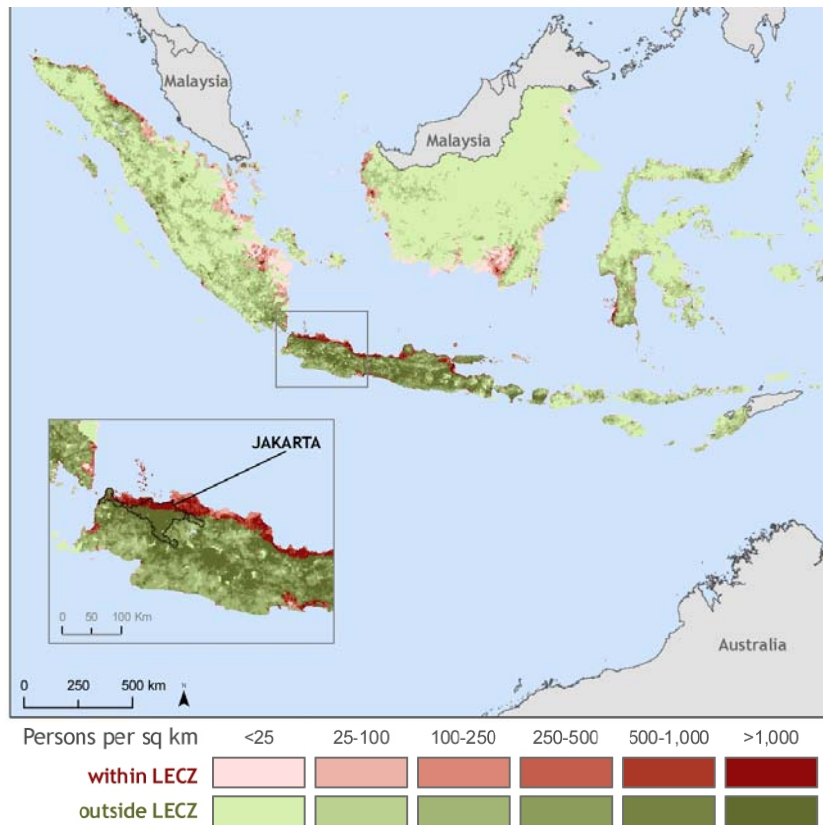 Malaysia
Malaysia
JAKARTA
0 50 100 Km
Australia
0 250 500 km
N
Persons per sq km <25 25-100 100-250 250-500 500-1,000 >1,000
within LECZ
outside LECZ